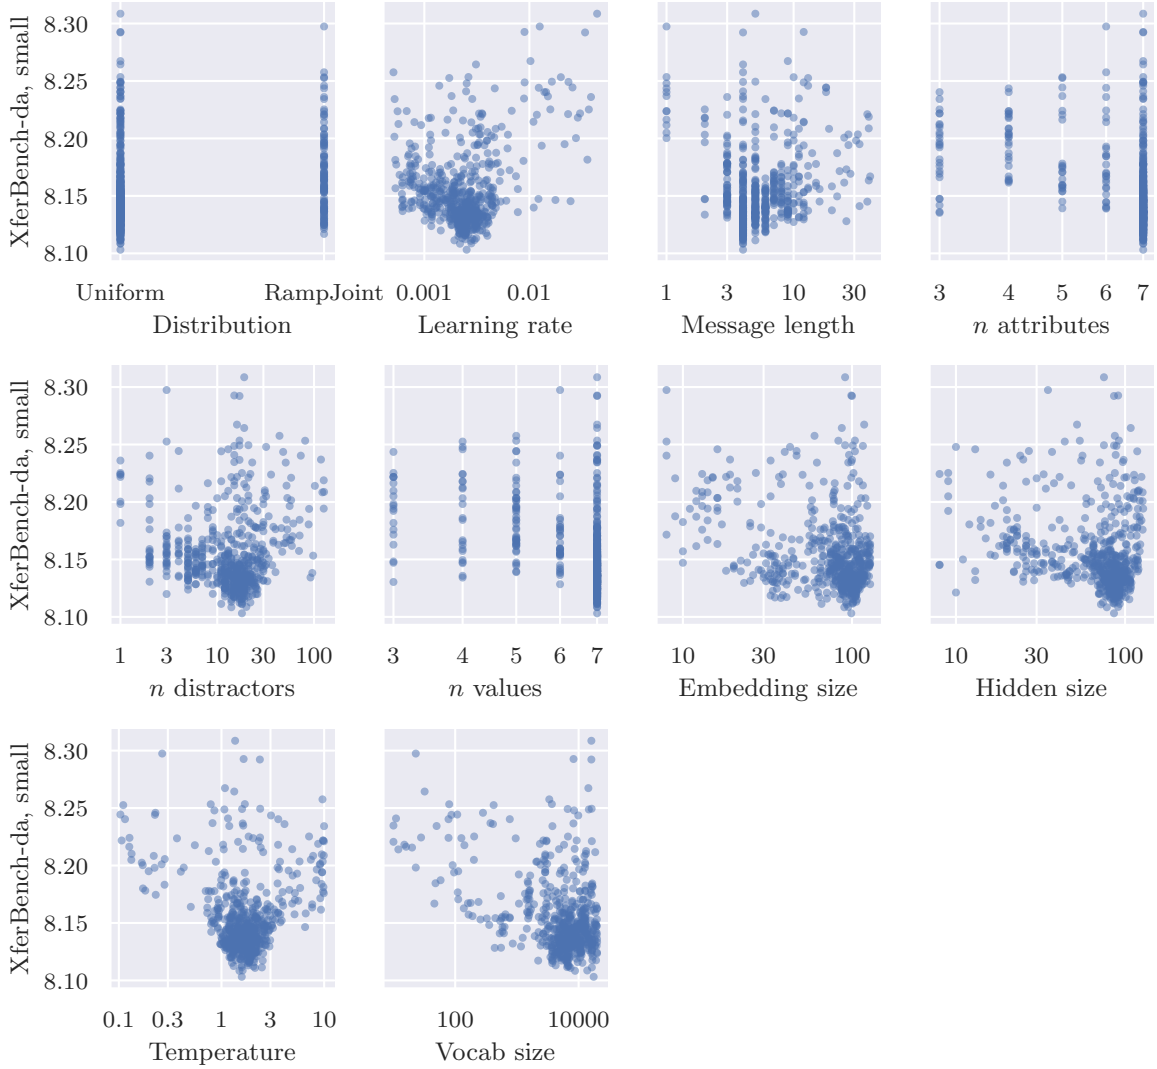 XferBench-da, small
8.30
8.25
8.20
8.15
8.10
Uniform RampJoint
Distribution
0.001 0.01
Learning rate
1 3 10 30
Message length
3 4 5 6 7
n attributes
XferBench-da, small
8.30
8.25
8.20
8.15
8.10
1 3 10 30 100
n distractors
3 4 5 6 7
n values
10 30 100
Embedding size
10 30 100
Hidden size
XferBench-da, small
8.30
8.25
8.20
8.15
8.10
0.1 0.3 1 3 10
Temperature
100 10000
Vocab size